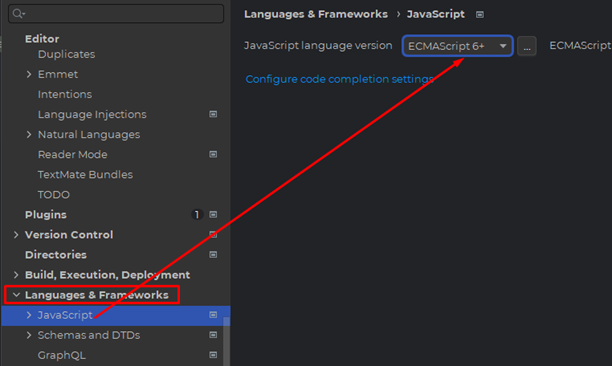 Editor
Duplicates
Emmet
Intentions
Language Injections
Natural Languages
Reader Mode
TextMate Bundles
TODO
Plugins 1
Version Control
Directories
Build, Execution, Deployment
Languages & Frameworks
JavaScript
Schemas and DTDs
GraphQL
Languages & Frameworks › JavaScript
JavaScript language version ECMAScript 6+ ... ECMAScript
Configure code completion settings